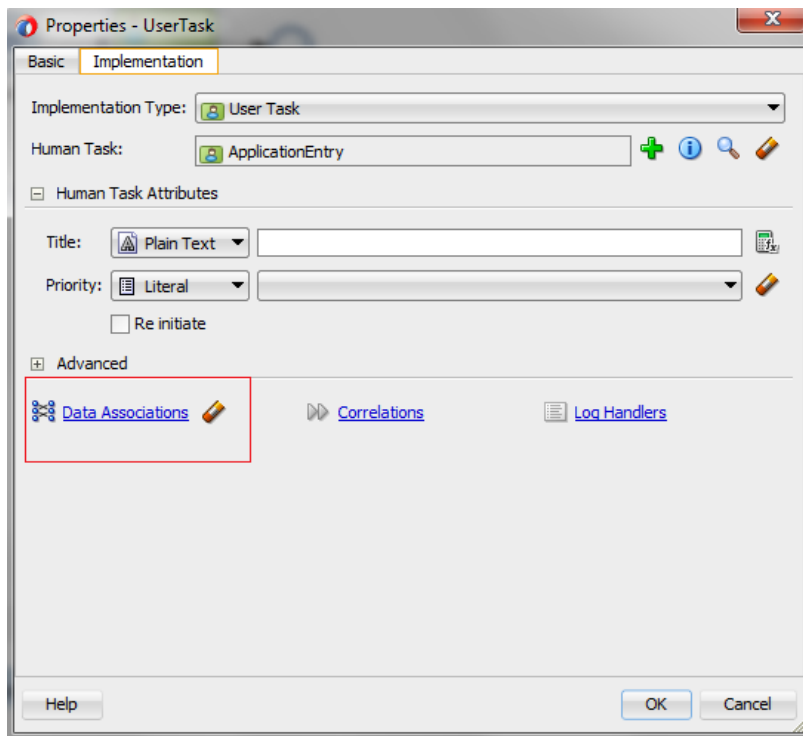 Properties - UserTask
Basic Implementation
Implementation Type: User Task
Human Task: ApplicationEntry
Human Task Attributes
Title: Plain Text
Priority: Literal
Re initiate
Advanced
Data Associations Correlations Log Handlers
Help OK Cancel